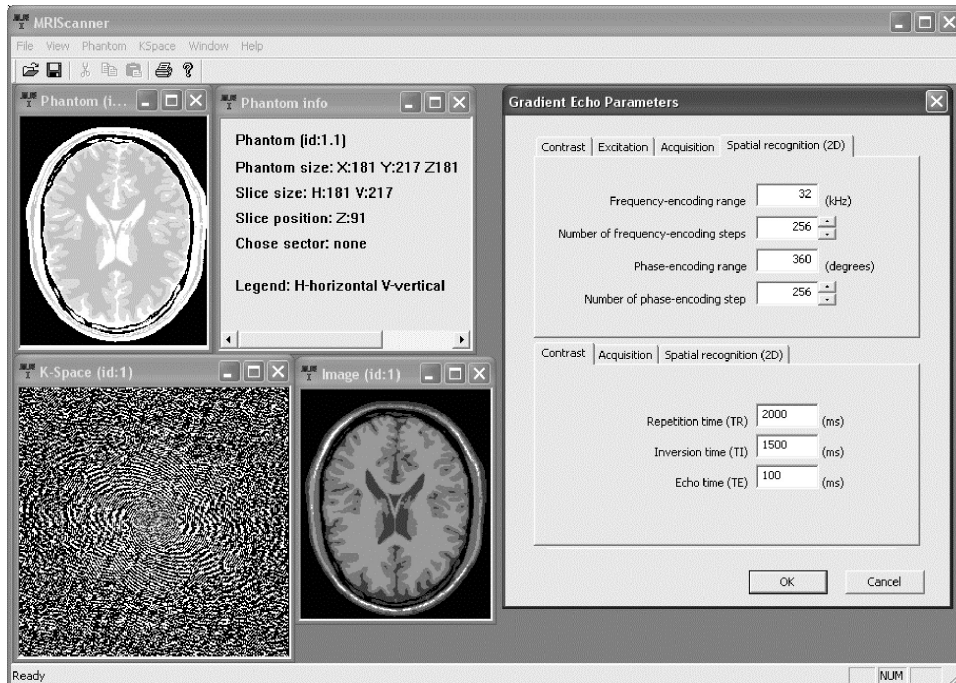 MRIScanner
File View Phantom KSpace Window Help
Phantom (i...
Phantom info
Phantom (id:1.1)
Phantom size: X:181 Y:217 Z181
Slice size: H:181 V:217
Slice position: Z:91
Chose sector: none
Legend: H-horizontal V-vertical
Gradient Echo Parameters
Contrast Excitation Acquisition Spatial recognition (2D)
Frequency-encoding range 32 (kHz)
Number of frequency-encoding steps 256
Phase-encoding range 360 (degrees)
Number of phase-encoding step 256
Contrast Acquisition Spatial recognition (2D)
Repetition time (TR) 2000 (ms)
Inversion time (TI) 1500 (ms)
Echo time (TE) 100 (ms)
OK Cancel
K-Space (id:1)
Image (id:1)
Ready NUM